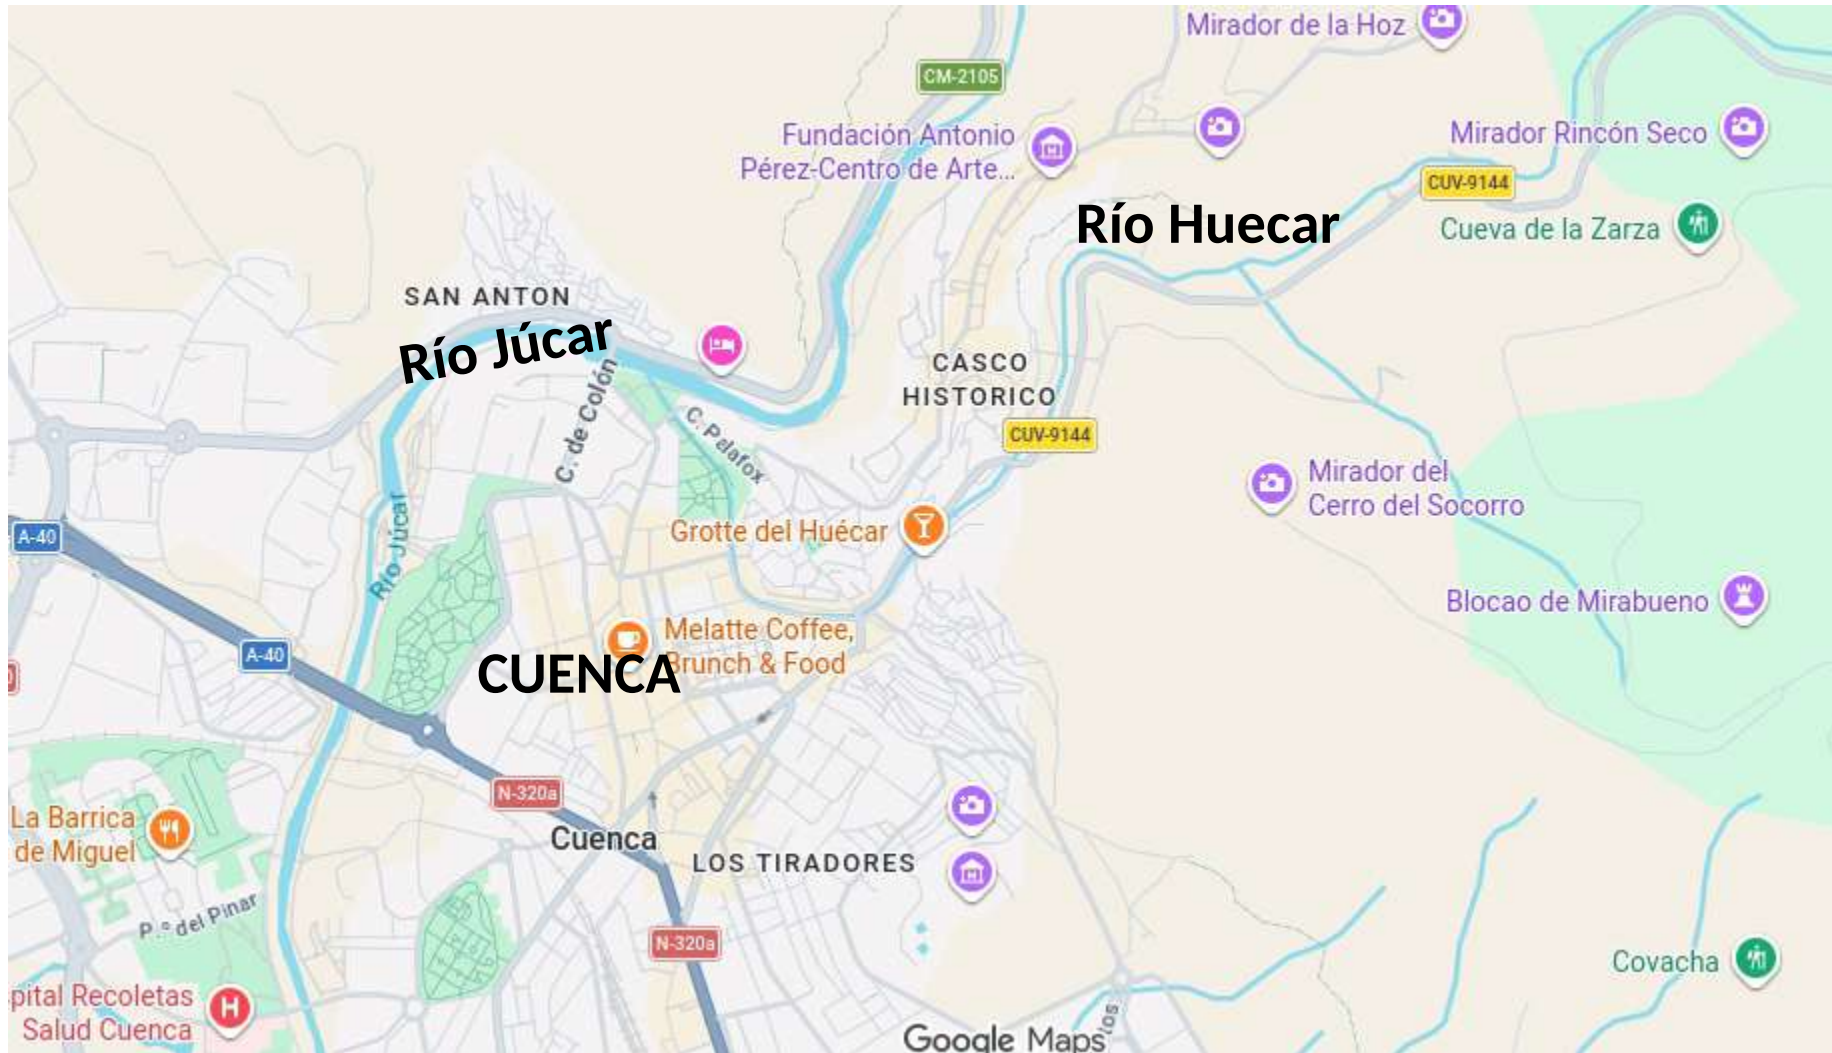 Mirador de la Hoz
CM-2105
Fundación Antonio
Pérez-Centro de Arte...
Mirador Rincón Seco
CUV-9144
Río Huecar
Cueva de la Zarza
SAN ANTON
Río Júcar
CASCO
HISTORICO
C. de Colón
C. Palafox
CUV-9144
Mirador del
Cerro del Socorro
A-40
Río Júcar
Grotte del Huécar
Blocao de Mirabueno
A-40
Melatte Coffee,
Brunch & Food
CUENCA
N-320a
La Barrica
de Miguel
Cuenca
LOS TIRADORES
P.º del Pinar
N-320a
Covacha
pital Recoletas
Salud Cuenca
H
Google Maps
los